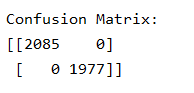 Confusion Matrix:
[[2085    0]
 [   0 1977]]